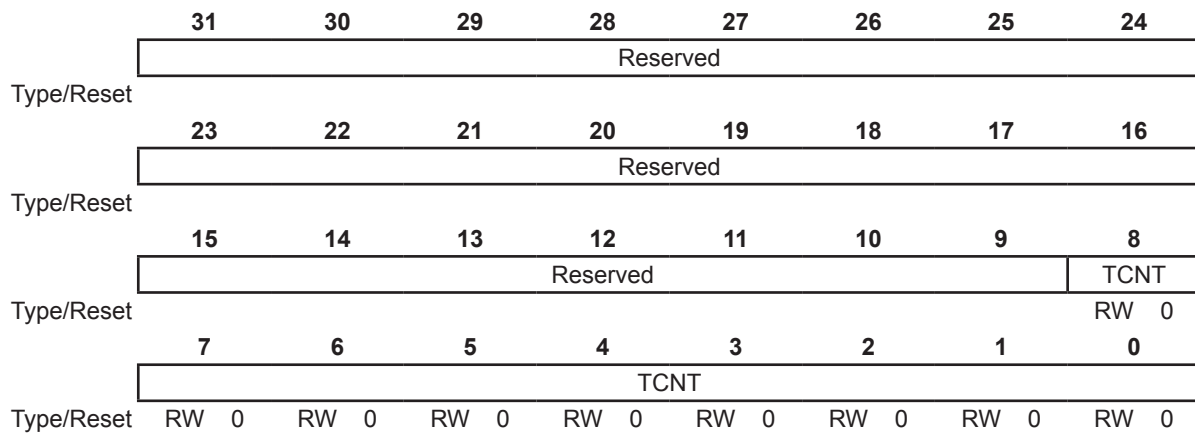 31 30 29 28 27 26 25 24
Reserved
Type/Reset
23 22 21 20 19 18 17 16
Reserved
Type/Reset
15 14 13 12 11 10 9 8
Reserved TCNT
Type/Reset RW 0
7 6 5 4 3 2 1 0
TCNT
Type/Reset RW 0 RW 0 RW 0 RW 0 RW 0 RW 0 RW 0 RW 0